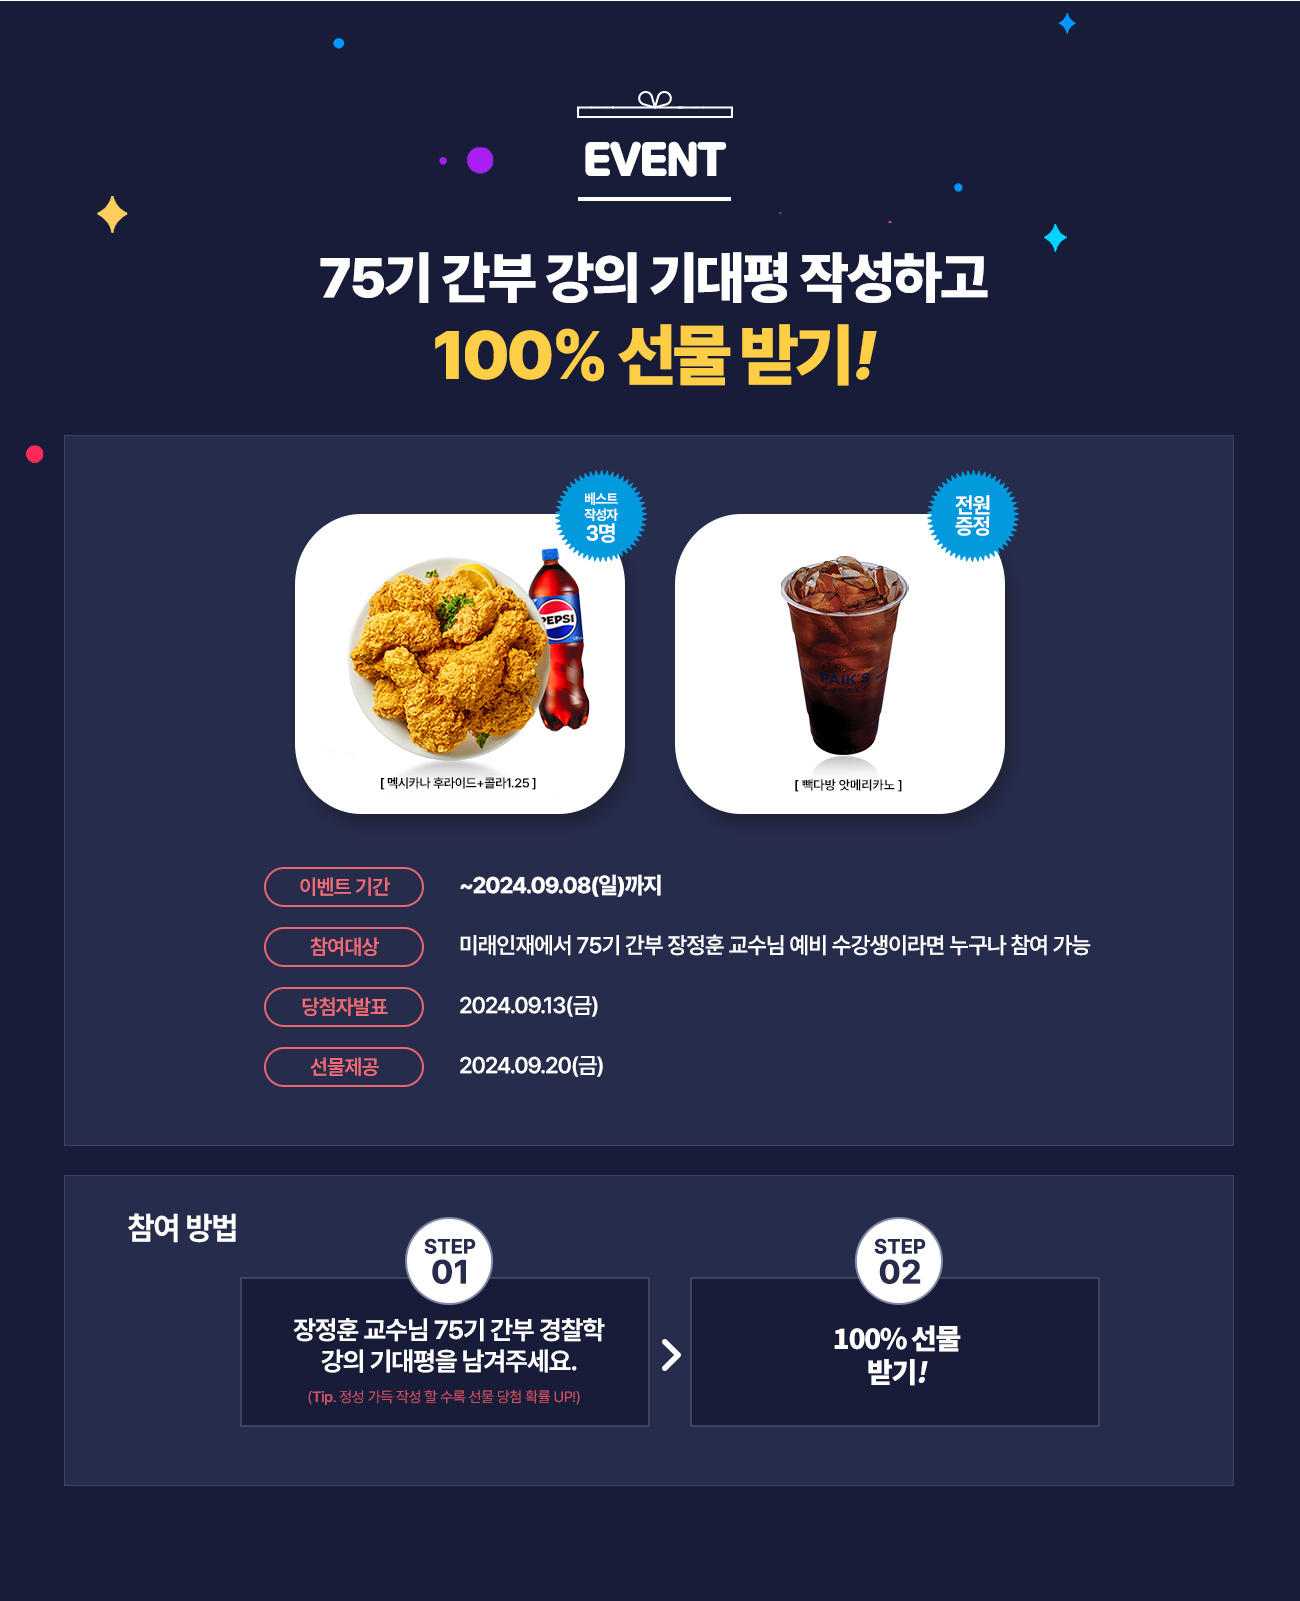 EVENT
75기 간부 강의 기대평 작성하고
100% 선물 받기!
베스트
작성자
3명
전원
증정
PEPSI
PAIK'S
[ 멕시카나 후라이드+콜라1.25 ]
[ 빽다방 앗메리카노 ]
이벤트 기간
~2024.09.08(일)까지
참여대상
미래인재에서 75기 간부 장정훈 교수님 예비 수강생이라면 누구나 참여 가능
당첨자발표
2024.09.13(금)
선물제공
2024.09.20(금)
참여 방법
STEP
01
장정훈 교수님 75기 간부 경찰학
강의 기대평을 남겨주세요.
(Tip. 정성 가득 작성 할 수록 선물 당첨 확률 UP!)
STEP
02
100% 선물
받기!